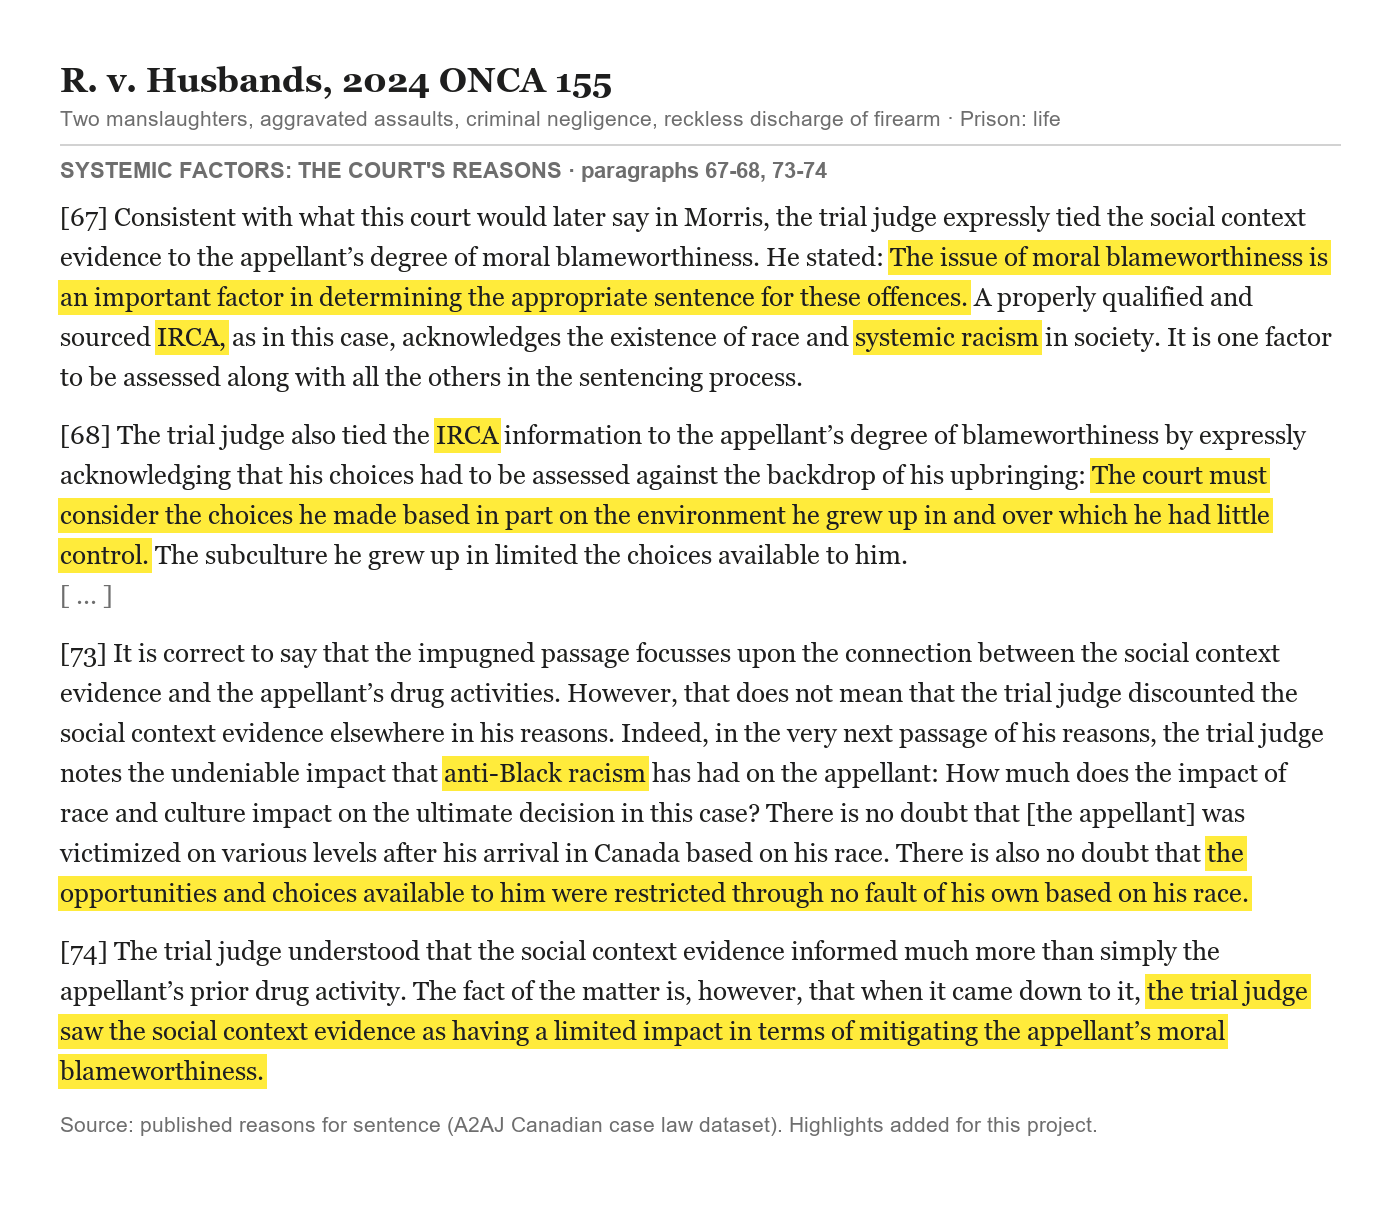 R. v. Husbands, 2024 ONCA 155
Two manslaughters, aggravated assaults, criminal negligence, reckless discharge of firearm · Prison: life
SYSTEMIC FACTORS: THE COURT'S REASONS · paragraphs 67-68, 73-74
[67] Consistent with what this court would later say in Morris, the trial judge expressly tied the social context
evidence to the appellant’s degree of moral blameworthiness. He stated: The issue of moral blameworthiness is
an important factor in determining the appropriate sentence for these offences. A properly qualified and
sourced IRCA, as in this case, acknowledges the existence of race and systemic racism in society. It is one factor
to be assessed along with all the others in the sentencing process.
[68] The trial judge also tied the IRCA information to the appellant’s degree of blameworthiness by expressly
acknowledging that his choices had to be assessed against the backdrop of his upbringing: The court must
consider the choices he made based in part on the environment he grew up in and over which he had little
control. The subculture he grew up in limited the choices available to him.
[ ... ]
[73] It is correct to say that the impugned passage focusses upon the connection between the social context
evidence and the appellant’s drug activities. However, that does not mean that the trial judge discounted the
social context evidence elsewhere in his reasons. Indeed, in the very next passage of his reasons, the trial judge
notes the undeniable impact that anti-Black racism has had on the appellant: How much does the impact of
race and culture impact on the ultimate decision in this case? There is no doubt that [the appellant] was
victimized on various levels after his arrival in Canada based on his race. There is also no doubt that the
opportunities and choices available to him were restricted through no fault of his own based on his race.
[74] The trial judge understood that the social context evidence informed much more than simply the
appellant’s prior drug activity. The fact of the matter is, however, that when it came down to it, the trial judge
saw the social context evidence as having a limited impact in terms of mitigating the appellant’s moral
blameworthiness.
Source: published reasons for sentence (A2AJ Canadian case law dataset). Highlights added for this project.